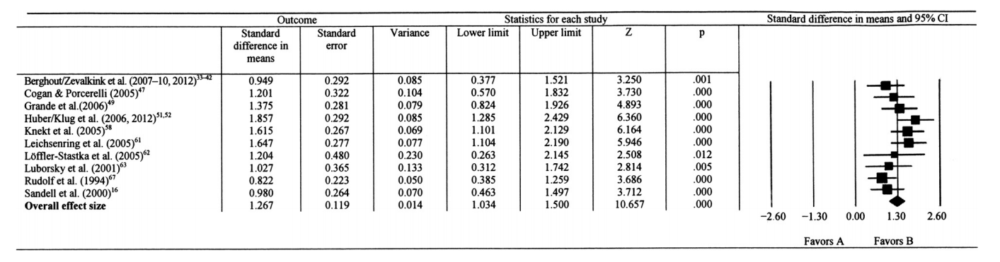 Outcome Statistics for each study Standard difference in means and 95% CI
Standard difference in means Standard error Variance Lower limit Upper limit Z p
Berghout/Zevalkink et al. (2007–10, 2012)33–42 0.949 0.292 0.085 0.377 1.521 3.250 .001
Cogan & Porcerelli (2005)47 1.201 0.322 0.104 0.570 1.832 3.730 .000
Grande et al.(2006)49 1.375 0.281 0.079 0.824 1.926 4.893 .000
Huber/Klug et al. (2006, 2012)51,52 1.857 0.292 0.085 1.285 2.429 6.360 .000
Knekt et al. (2005)58 1.615 0.267 0.069 1.101 2.129 6.164 .000
Leichsenring et al. (2005)61 1.647 0.277 0.077 1.104 2.190 5.946 .000
Löffler-Stastka et al. (2005)62 1.204 0.480 0.230 0.263 2.145 2.508 .012
Luborsky et al. (2001)63 1.027 0.365 0.133 0.312 1.742 2.814 .005
Rudolf et al. (1994)67 0.822 0.223 0.050 0.385 1.259 3.686 .000
Sandell et al. (2000)16 0.980 0.264 0.070 0.463 1.497 3.712 .000
Overall effect size 1.267 0.119 0.014 1.034 1.500 10.657 .000
−2.60 −1.30 0.00 1.30 2.60
Favors A Favors B